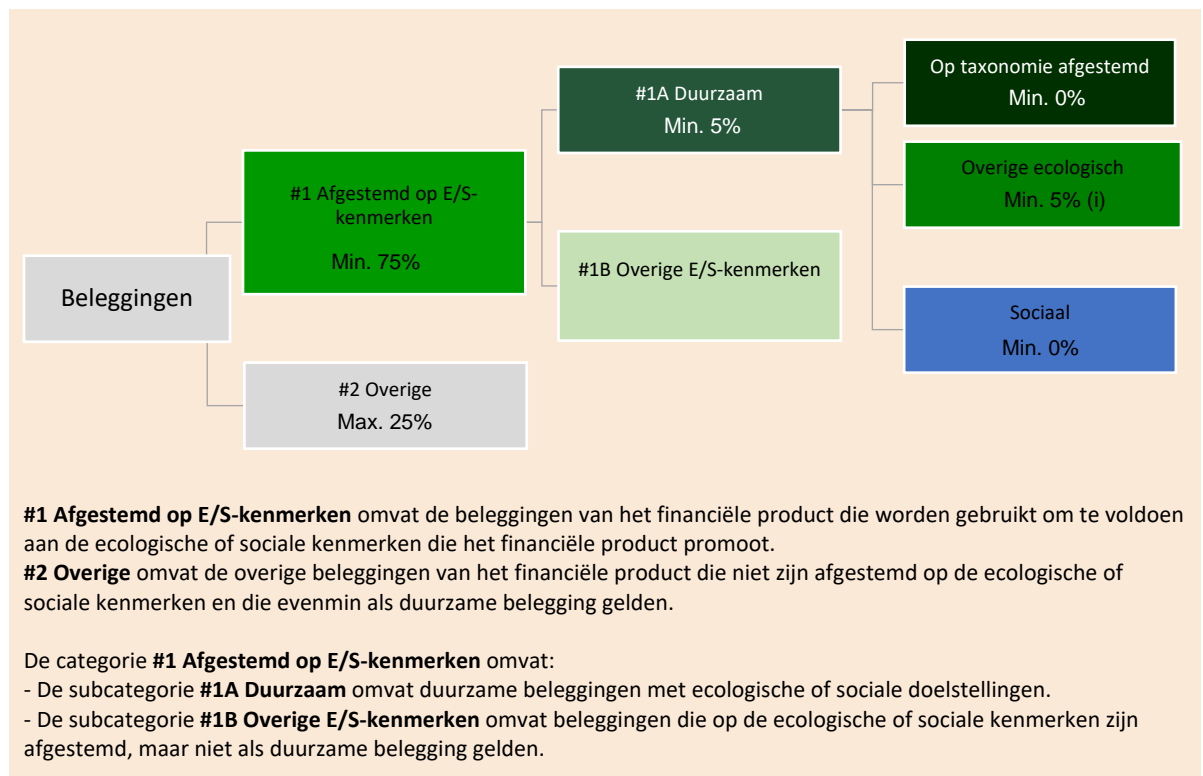 Beleggingen
#1 Afgestemd op E/S-
kenmerken
Min. 75%
#2 Overige
Max. 25%
#1A Duurzaam
Min. 5%
#1B Overige E/S-kenmerken
Op taxonomie afgestemd
Min. 0%
Overige ecologisch
Min. 5% (i)
Sociaal
Min. 0%
#1 Afgestemd op E/S-kenmerken omvat de beleggingen van het financiële product die worden gebruikt om te voldoen
aan de ecologische of sociale kenmerken die het financiële product promoot.
#2 Overige omvat de overige beleggingen van het financiële product die niet zijn afgestemd op de ecologische of
sociale kenmerken en die evenmin als duurzame belegging gelden.
De categorie #1 Afgestemd op E/S-kenmerken omvat:
- De subcategorie #1A Duurzaam omvat duurzame beleggingen met ecologische of sociale doelstellingen.
- De subcategorie #1B Overige E/S-kenmerken omvat beleggingen die op de ecologische of sociale kenmerken zijn
afgestemd, maar niet als duurzame belegging gelden.